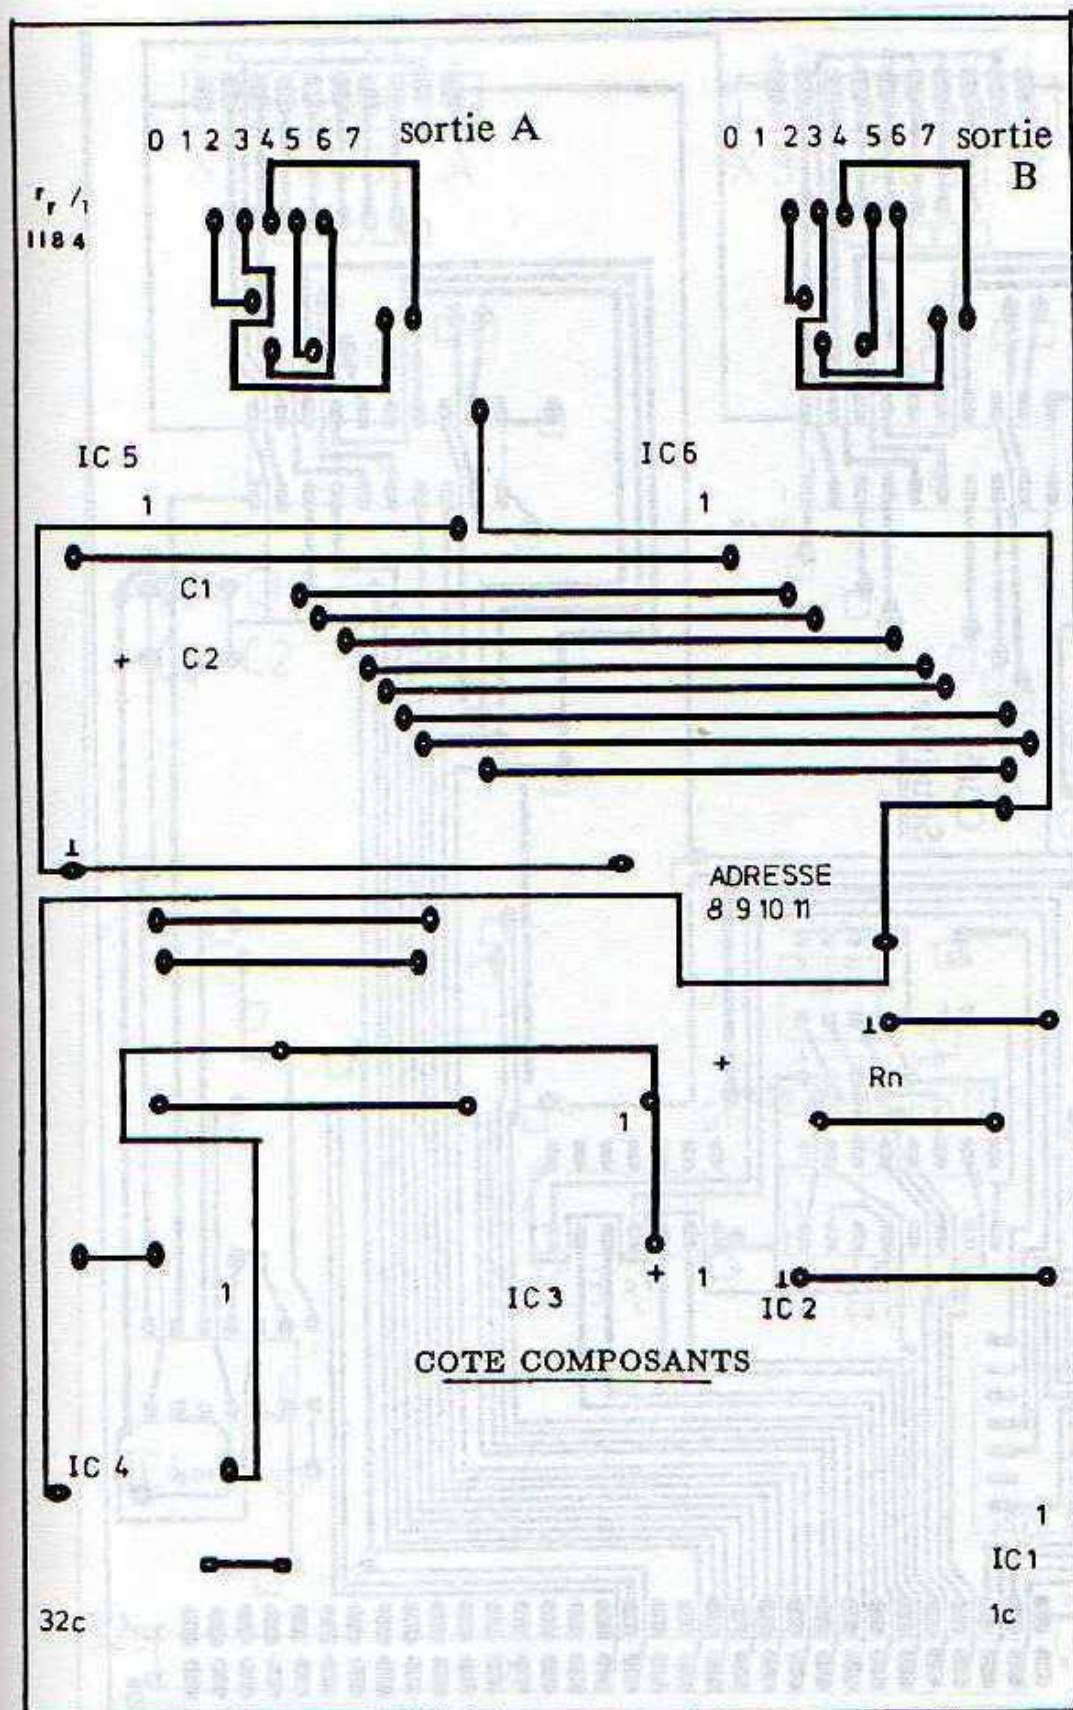 0 1 2 3 4 5 6 7 sortie A
0 1 2 3 4 5 6 7 sortie
B
rr /1
1184
IC 5
IC6
1
1
C1
+ C2
ADRESSE
8 9 10 11
+
Rn
1
+ 1
IC 3
IC 2
1
COTE COMPOSANTS
IC 4
1
IC1
32c
1c